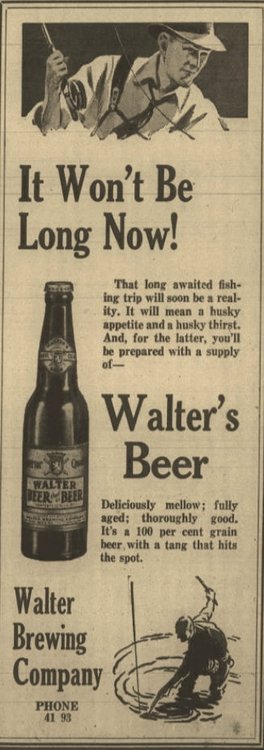 It Won't Be
Long Now!
That long awaited fish-
ing trip will soon be a real-
ity. It will mean a husky
appetite and a husky thirst.
And, for the latter, you'll
be prepared with a supply
of—
Walter's
Beer
WALTER
BEER
BEER
Deliciously mellow; fully
aged; thoroughly good.
It's a 100 per cent grain
beer with a tang that hits
the spot.
Walter
Brewing
Company
PHONE
41 93